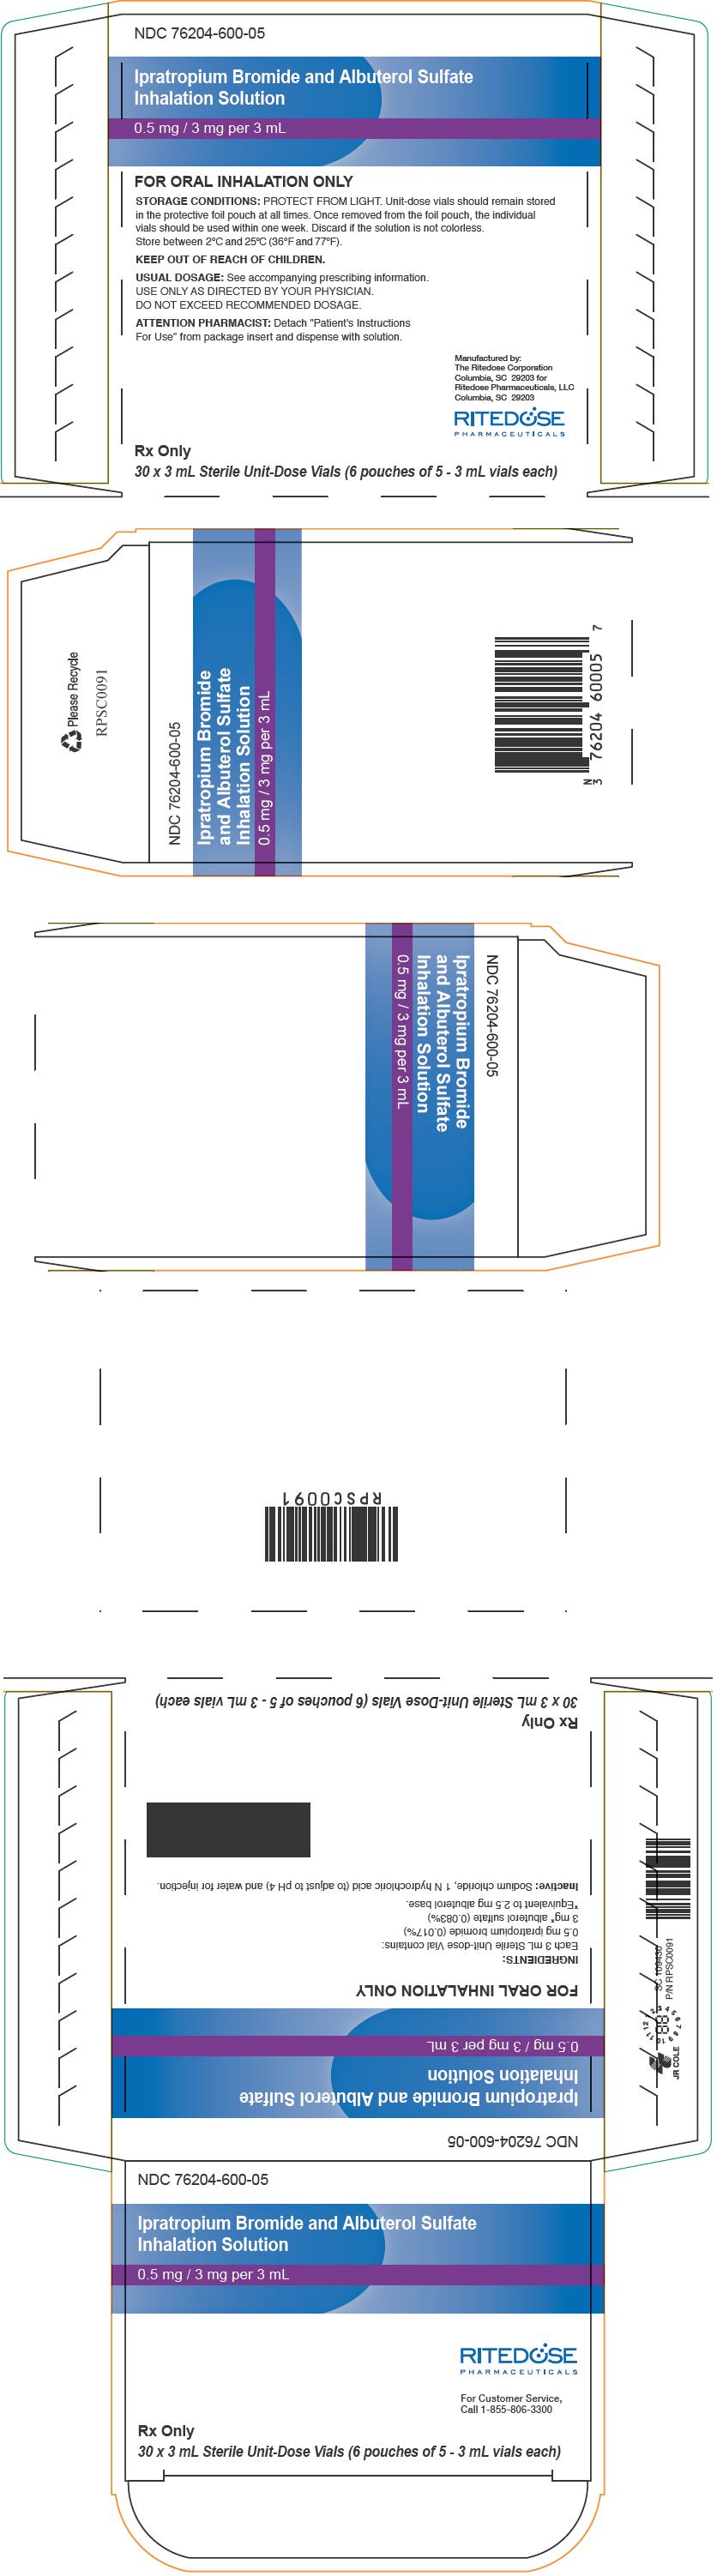 NDC 76204-600-05
Ipratropium Bromide and Albuterol Sulfate
Inhalation Solution
0.5 mg / 3 mg per 3 mL
FOR ORAL INHALATION ONLY
STORAGE CONDITIONS: PROTECT FROM LIGHT. Unit-dose vials should remain stored
in the protective foil pouch at all times. Once removed from the foil pouch, the individual
vials should be used within one week. Discard if the solution is not colorless.
Store between 2°C and 25°C (36°F and 77°F).
KEEP OUT OF REACH OF CHILDREN.
USUAL DOSAGE: See accompanying prescribing information.
USE ONLY AS DIRECTED BY YOUR PHYSICIAN.
DO NOT EXCEED RECOMMENDED DOSAGE.
ATTENTION PHARMACIST: Detach "Patient's Instructions
For Use" from package insert and dispense with solution.
Manufactured by:
The Ritedose Corporation
Columbia, SC 29203 for
Ritedose Pharmaceuticals, LLC
Columbia, SC 29203
RITEDOSE
PHARMACEUTICALS
Rx Only
30 x 3 mL Sterile Unit-Dose Vials (6 pouches of 5 - 3 mL vials each)
Please Recycle
RPSC0091
NDC 76204-600-05
Ipratropium Bromide
and Albuterol Sulfate
Inhalation Solution
0.5 mg / 3 mg per 3 mL
N
3 76204 60005 7
NDC 76204-600-05
Ipratropium Bromide
and Albuterol Sulfate
Inhalation Solution
0.5 mg / 3 mg per 3 mL
RPSC0091
NDC 76204-600-05
Ipratropium Bromide and Albuterol Sulfate
Inhalation Solution
0.5 mg / 3 mg per 3 mL
FOR ORAL INHALATION ONLY
INGREDIENTS:
Each 3 mL Sterile Unit-dose Vial contains:
0.5 mg ipratropium bromide (0.017%)
3 mg* albuterol sulfate (0.083%)
*Equivalent to 2.5 mg albuterol base.
Inactive: Sodium chloride, 1 N hydrochloric acid (to adjust to pH 4) and water for injection.
Rx Only
30 x 3 mL Sterile Unit-Dose Vials (6 pouches of 5 - 3 mL vials each)
JR COLE
SC 109430
P/N RPSC0091
NDC 76204-600-05
Ipratropium Bromide and Albuterol Sulfate
Inhalation Solution
0.5 mg / 3 mg per 3 mL
RITEDOSE
PHARMACEUTICALS
For Customer Service,
Call 1-855-806-3300
Rx Only
30 x 3 mL Sterile Unit-Dose Vials (6 pouches of 5 - 3 mL vials each)